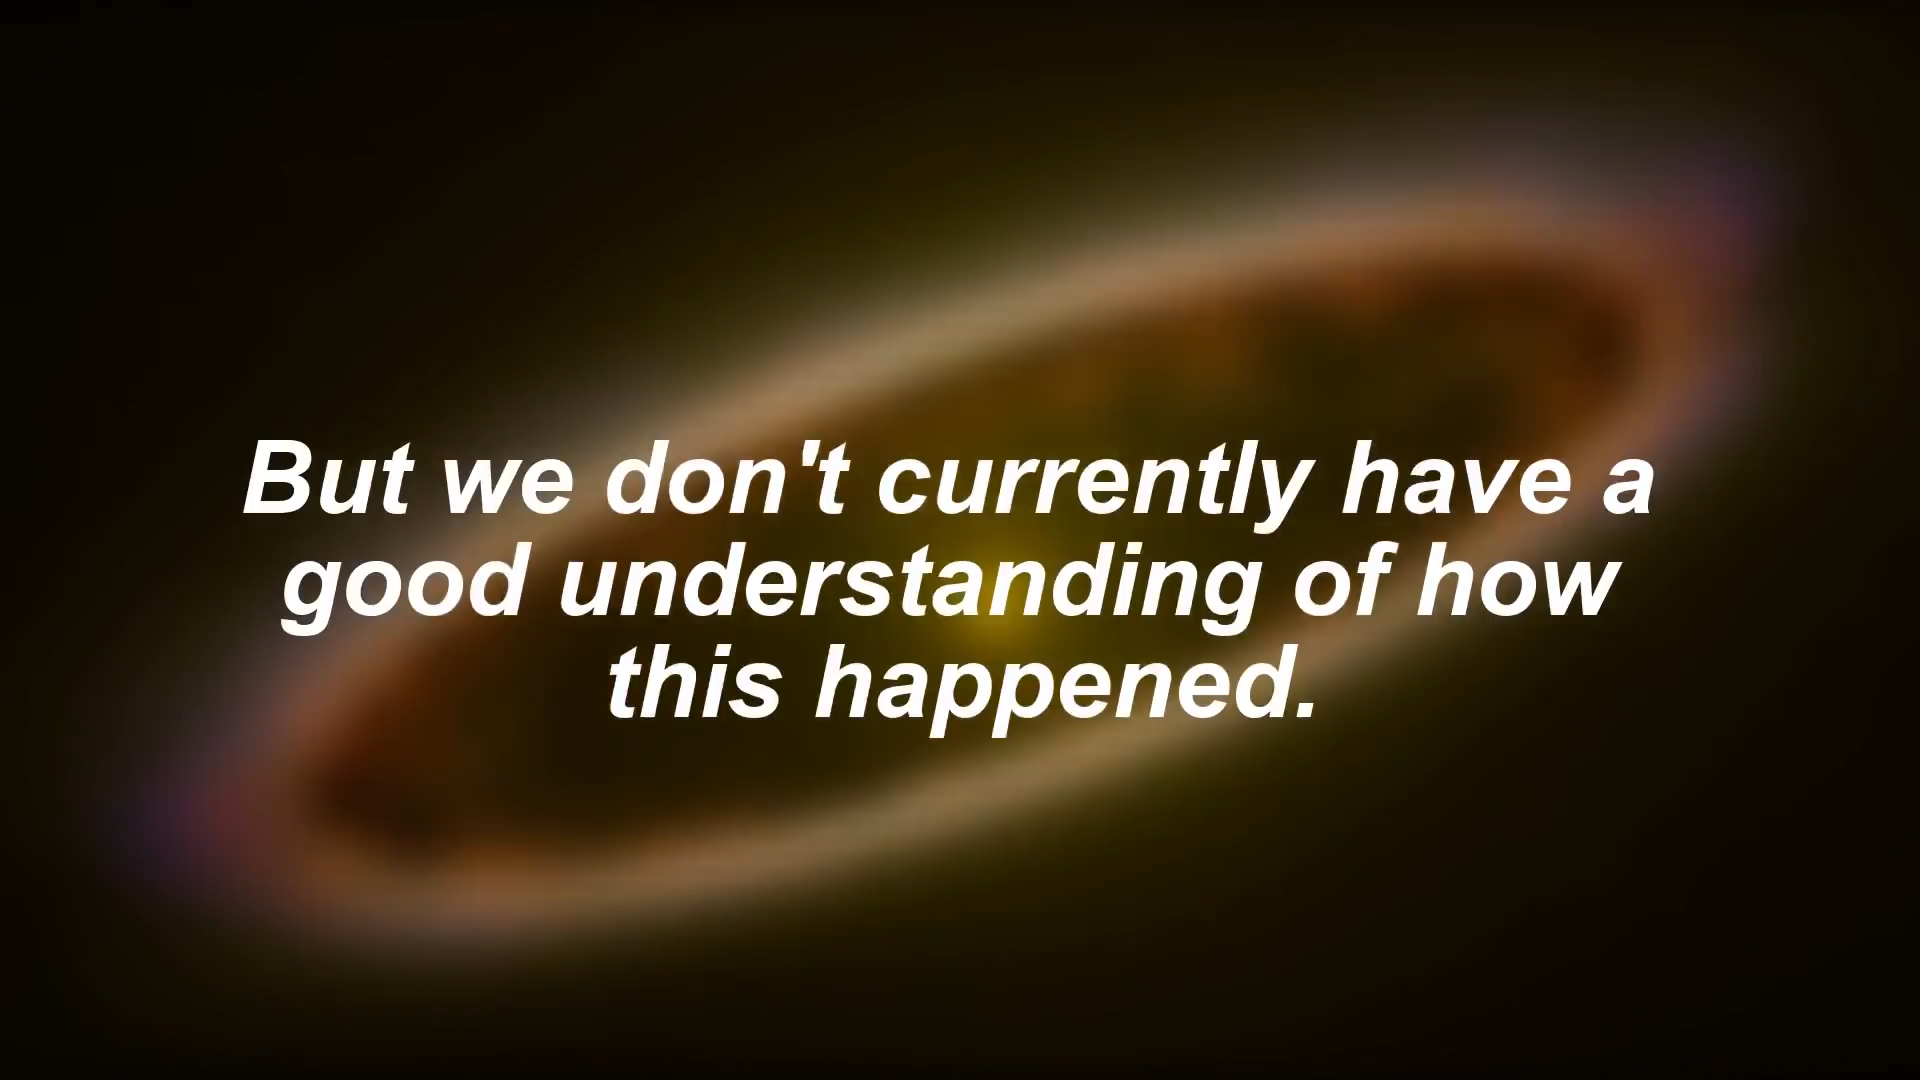 But we don't currently have a
good understanding of how
this happened.